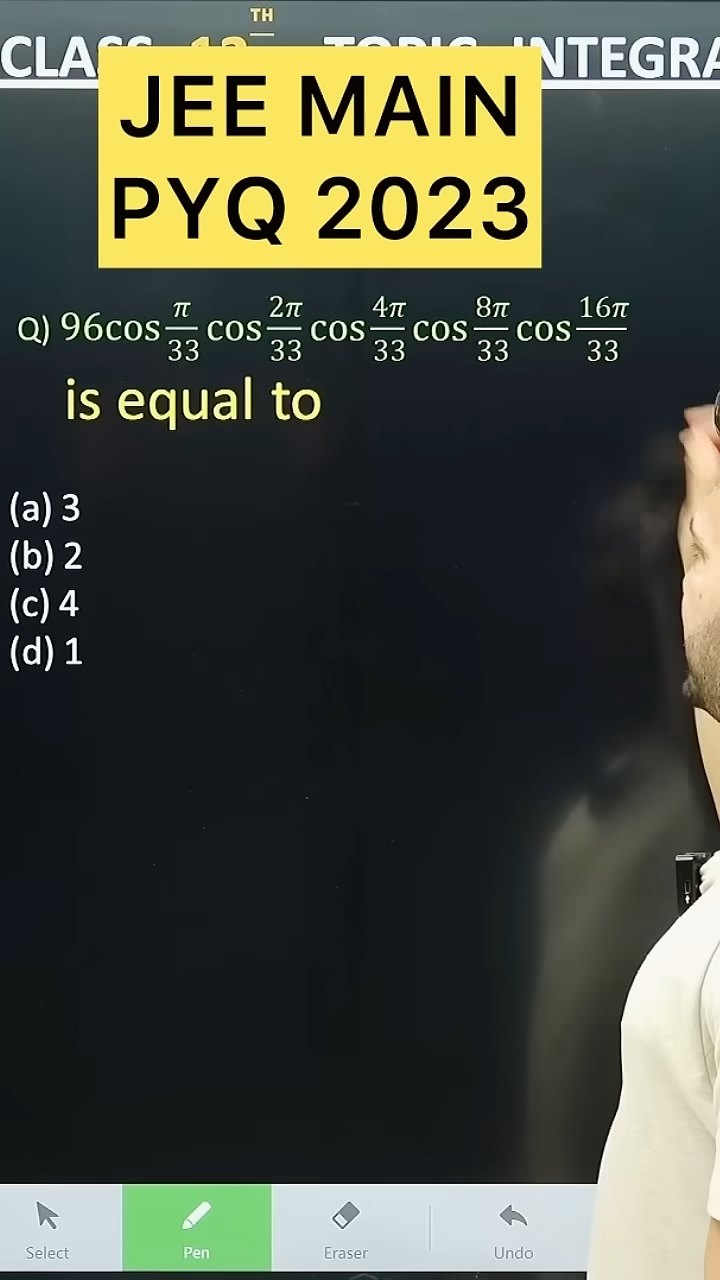 CLASS 12TH TOPIC INTEGRA
JEE MAIN
PYQ 2023
Q) 96cos π/33 cos 2π/33 cos 4π/33 cos 8π/33 cos 16π/33
is equal to
(a) 3
(b) 2
(c) 4
(d) 1
Select Pen Eraser Undo